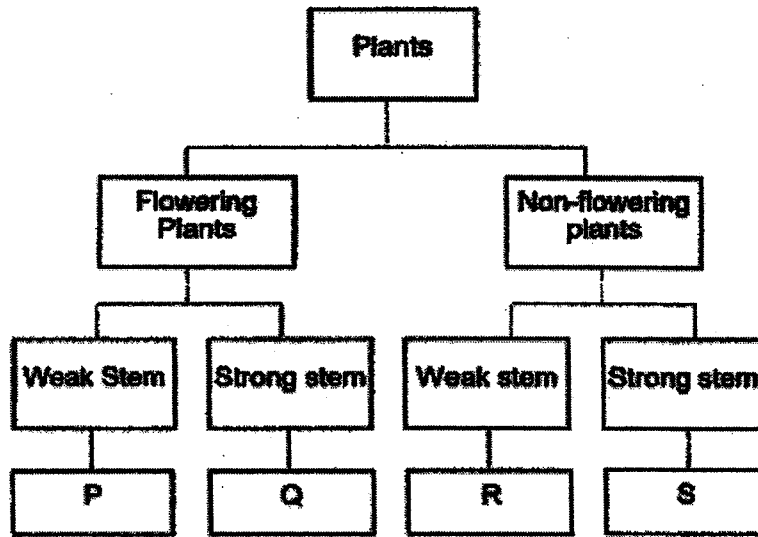 Plants
Flowering
Plants
Non-flowering
plants
Weak Stem
Strong stem
Weak stem
Strong stem
P
Q
R
S